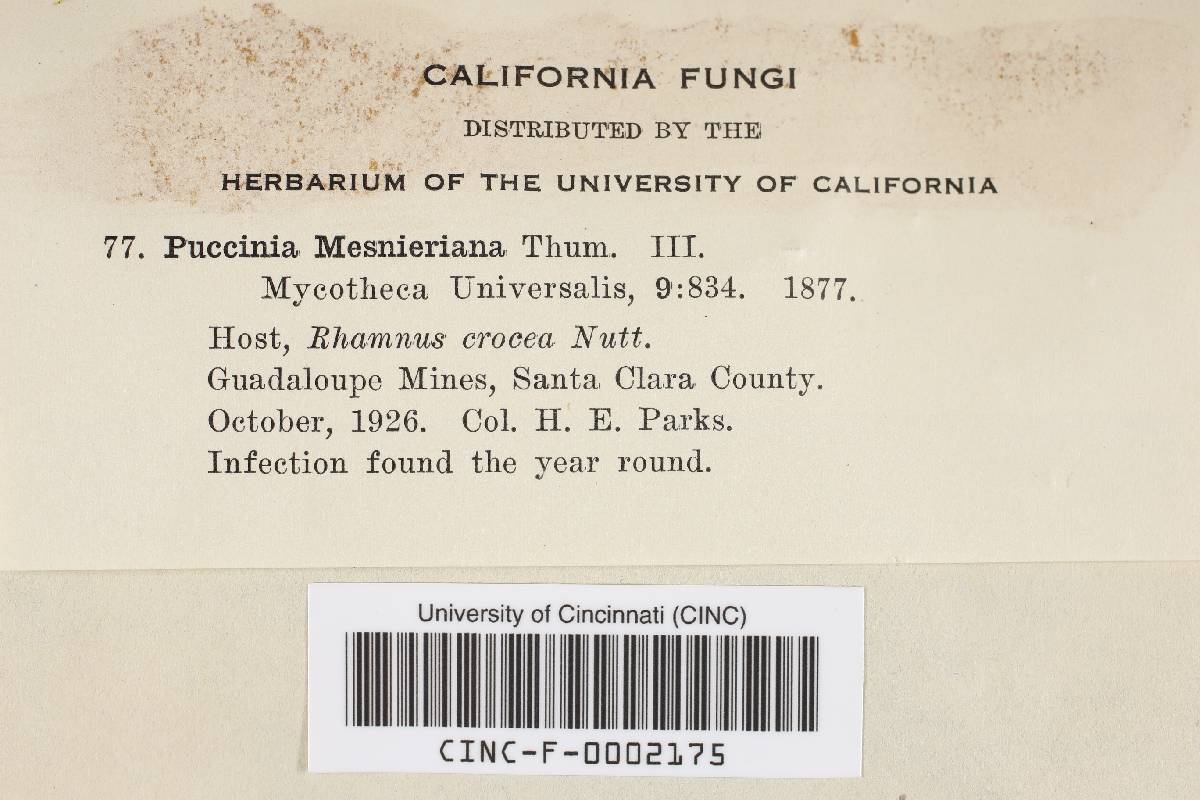 CALIFORNIA FUNGI
DISTRIBUTED BY THE
HERBARIUM OF THE UNIVERSITY OF CALIFORNIA
77. Puccinia Mesnieriana Thum. III.
Mycotheca Universalis, 9:834. 1877.
Host, Rhamnus crocea Nutt.
Guadaloupe Mines, Santa Clara County.
October, 1926. Col. H. E. Parks.
Infection found the year round.
University of Cincinnati (CINC)
CINC-F-0002175